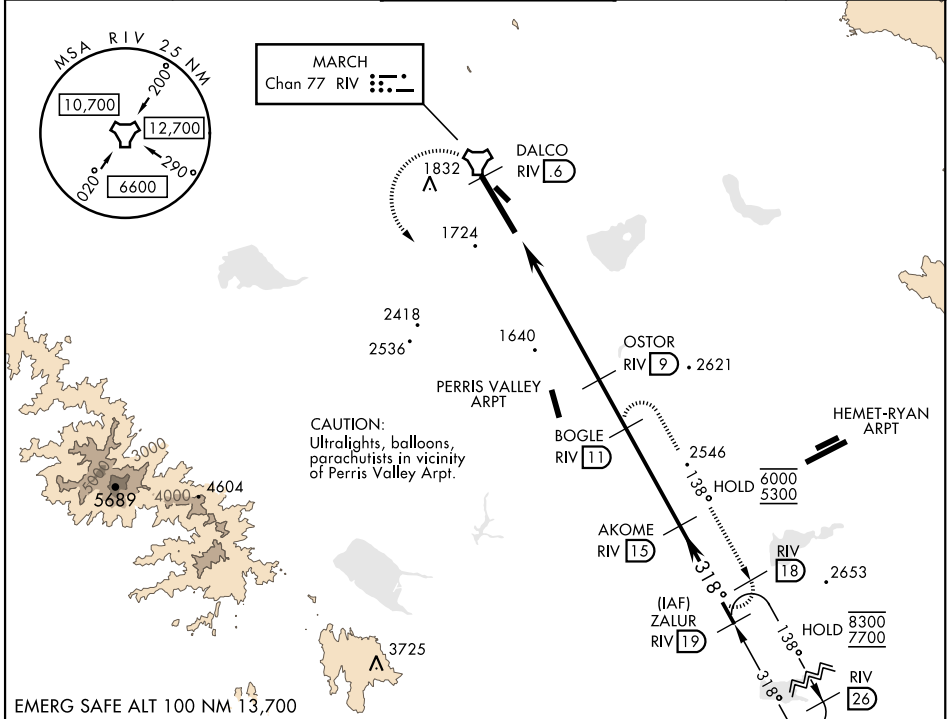 MSA RIV 25 NM
200°
10,700
12,700
020°
290°
6600
MARCH
Chan 77 RIV
1832
DALCO
RIV .6
1724
2418
2536
1640
OSTOR
RIV 9
2621
PERRIS VALLEY
ARPT
CAUTION:
Ultralights, balloons,
parachutists in vicinity
of Perris Valley Arpt.
BOGLE
RIV 11
HEMET-RYAN
ARPT
2546
138°
HOLD 6000
5300
5000
3000
5689
4000
4604
AKOME
RIV 15
318°
RIV
18
2653
(IAF)
ZALUR
RIV 19
138°
HOLD 8300
7700
318°
RIV
26
3725
EMERG SAFE ALT 100 NM 13,700